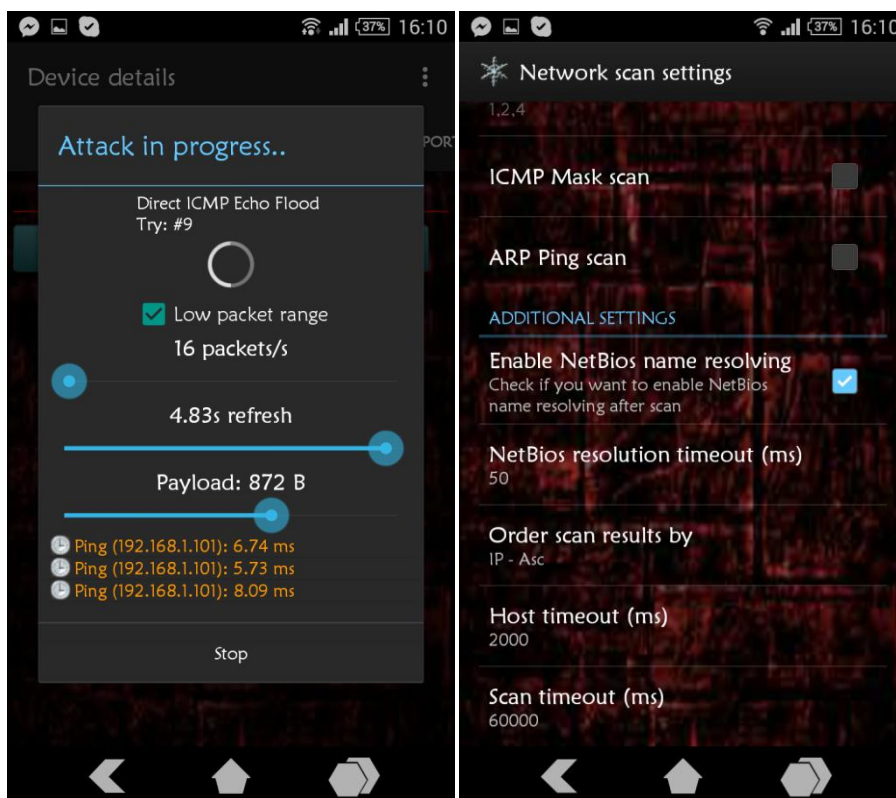 37% 16:10
Device details
POR
Attack in progress..
Direct ICMP Echo Flood
Try: #9
Low packet range
16 packets/s
4.83s refresh
Payload: 872 B
Ping (192.168.1.101): 6.74 ms
Ping (192.168.1.101): 5.73 ms
Ping (192.168.1.101): 8.09 ms
Stop
37% 16:10
Network scan settings
1,2,4
ICMP Mask scan
ARP Ping scan
ADDITIONAL SETTINGS
Enable NetBios name resolving
Check if you want to enable NetBios
name resolving after scan
NetBios resolution timeout (ms)
50
Order scan results by
IP - Asc
Host timeout (ms)
2000
Scan timeout (ms)
60000